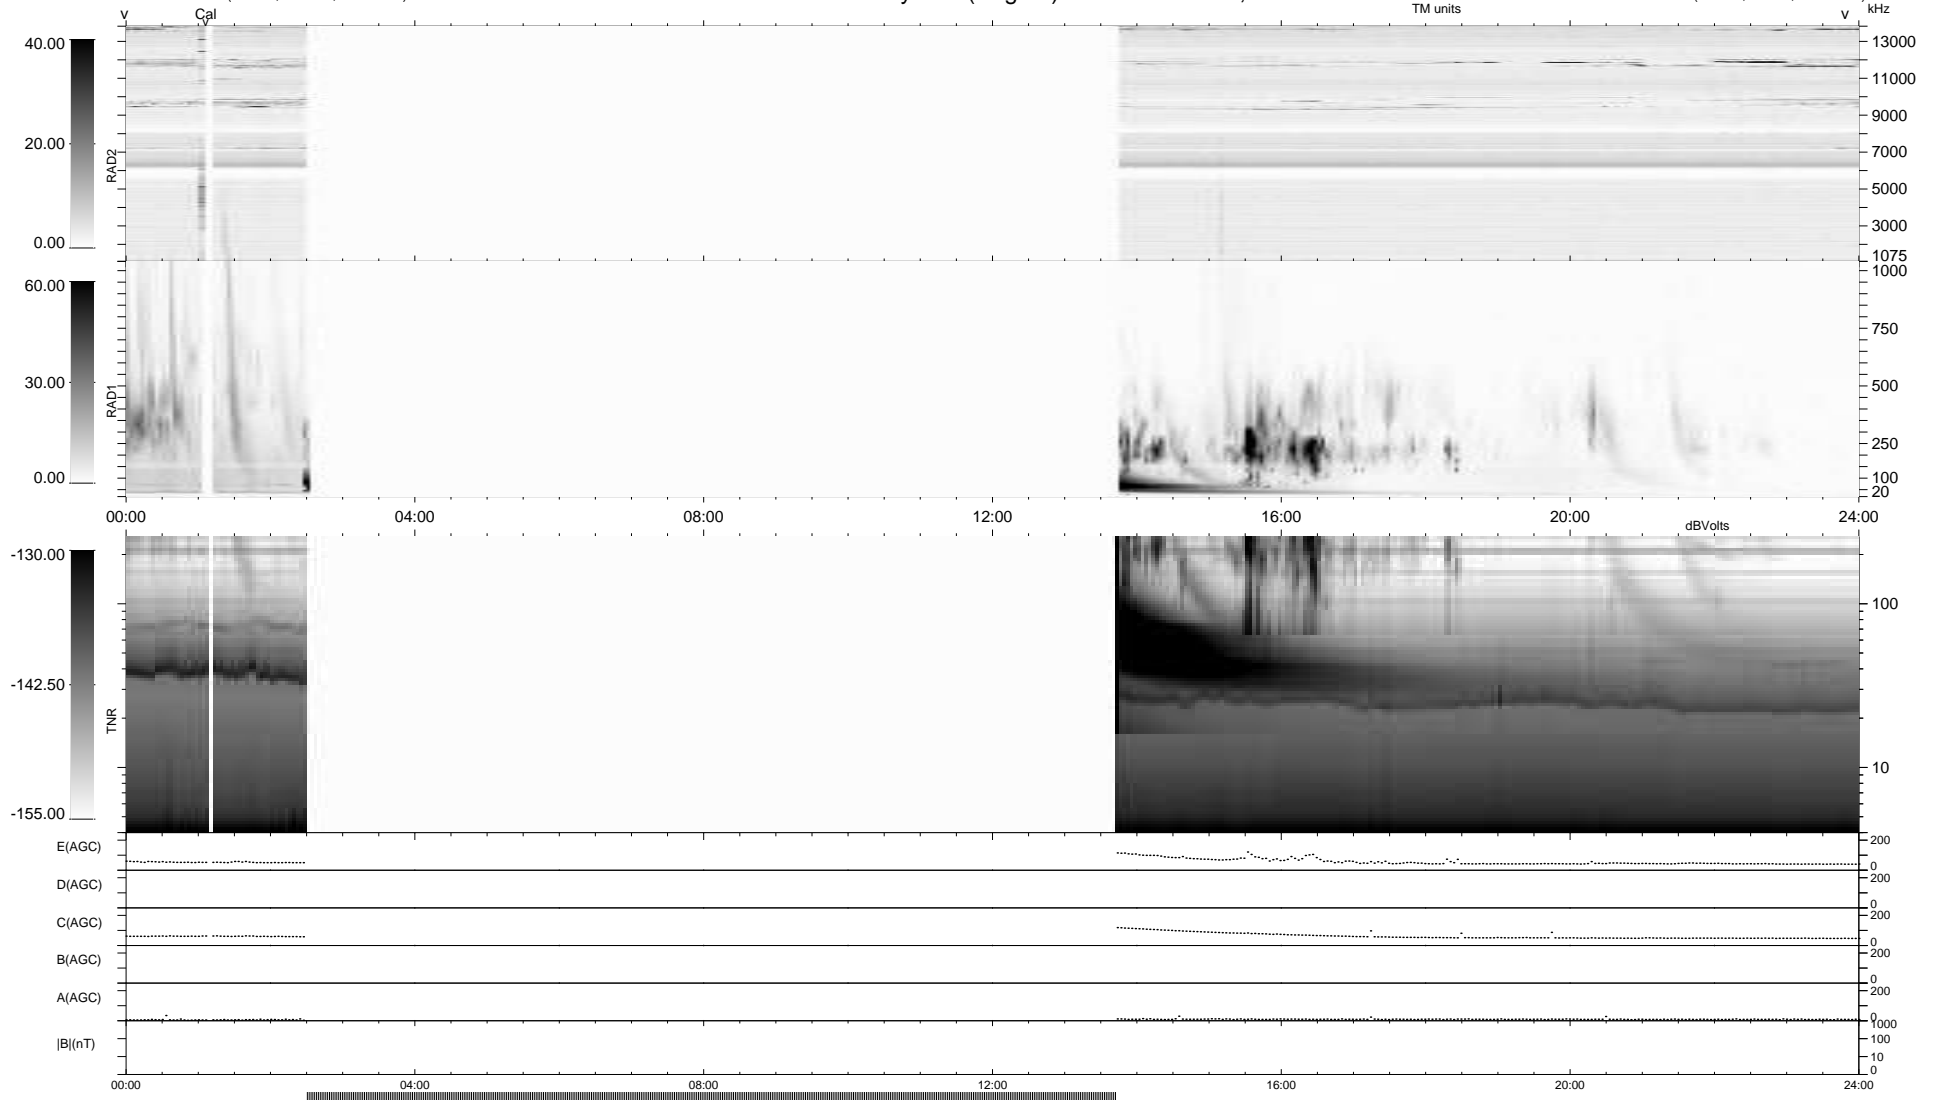 v Cal TM units v kHz
v
40.00 13000
11000
9000
20.00 RAD2 7000
5000
3000
0.00 1075
60.00 1000
750
30.00 RAD1 500
250
0.00 100
20
00:00 04:00 08:00 12:00 16:00 20:00 24:00
dBVolts
-130.00
100
-142.50
TNR
10
-155.00
E(AGC) 200
0
D(AGC) 200
0
C(AGC) 200
0
B(AGC) 200
0
A(AGC) 200
0
1000
|B|(nT) 100
10
0
00:00 04:00 08:00 12:00 16:00 20:00 24:00